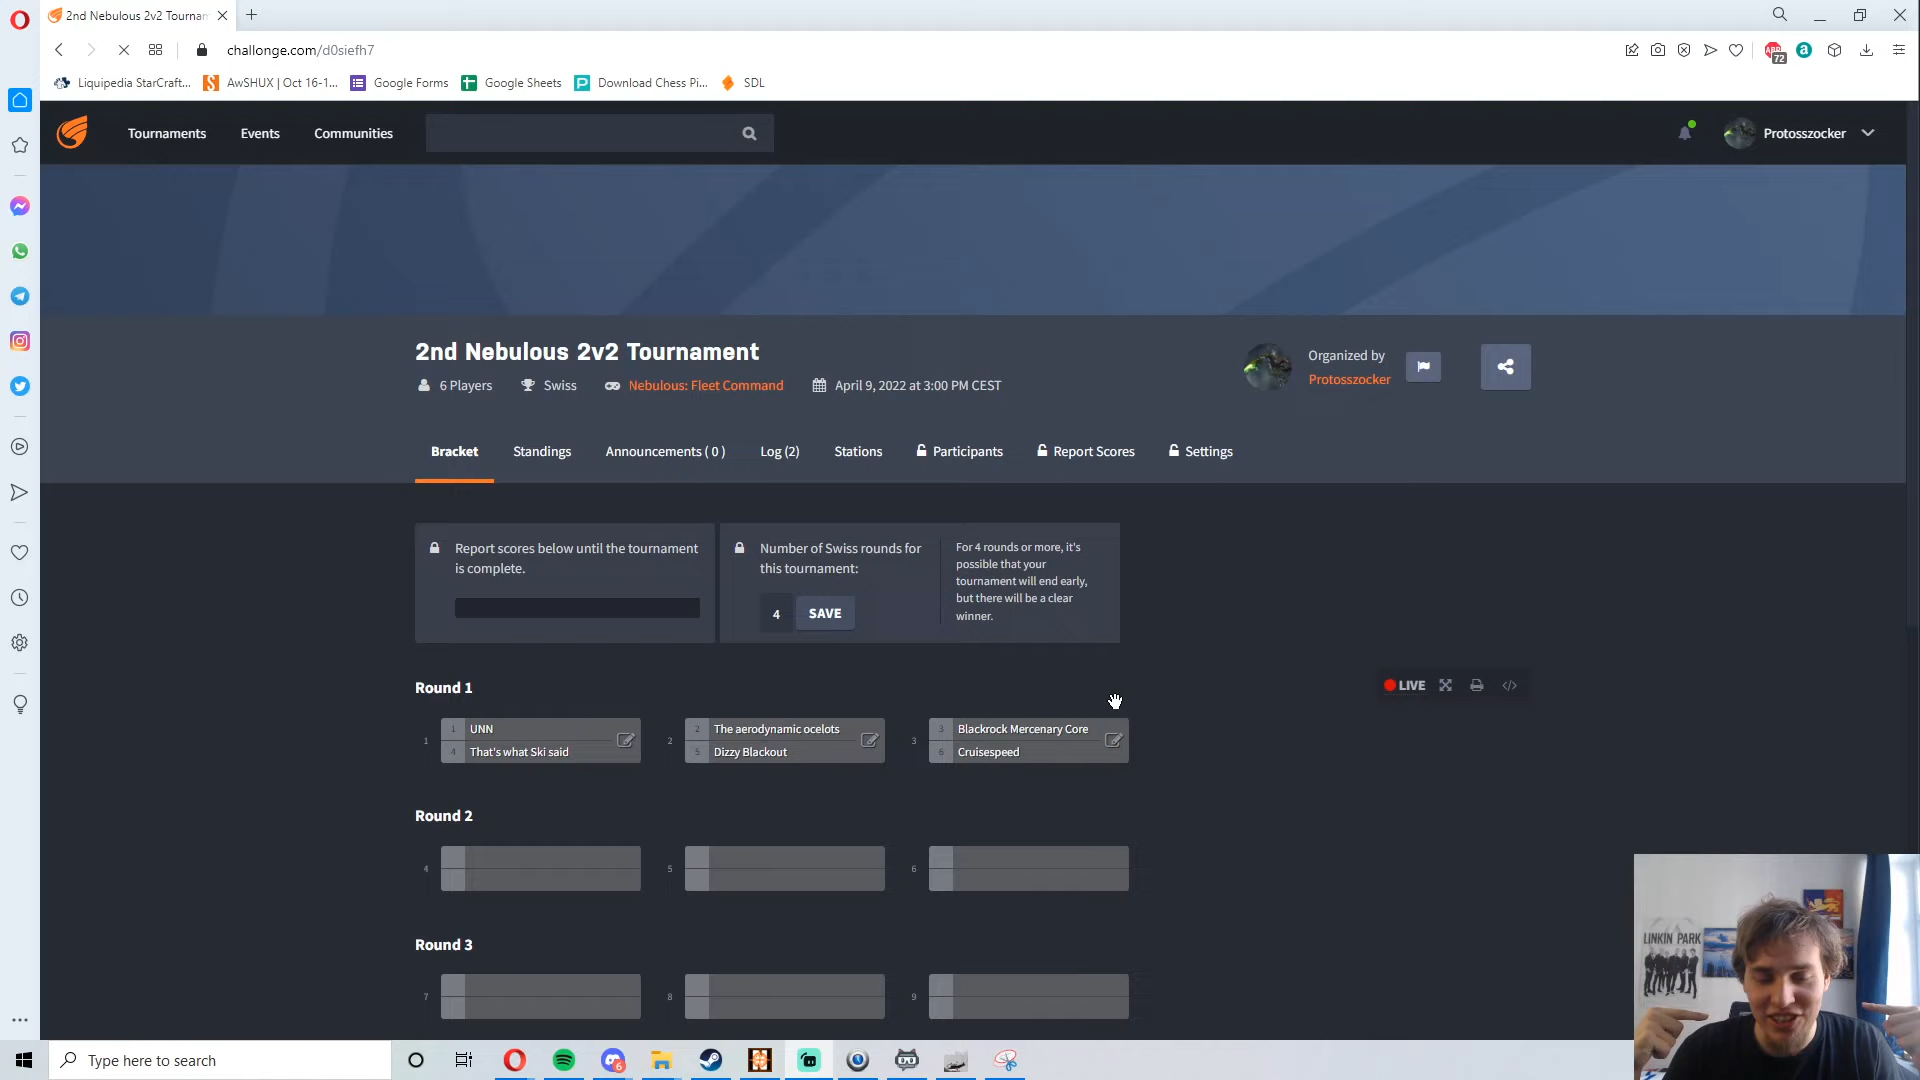 2nd Nebulous 2v2 Tournam
challonge.com/d0siefh7
72
Liquipedia StarCraft...
AwSHUX | Oct 16-1...
Google Forms
Google Sheets
Download Chess Pi...
SDL
Tournaments
Events
Communities
Protosszocker
2nd Nebulous 2v2 Tournament
6 Players
Swiss
Nebulous: Fleet Command
April 9, 2022 at 3:00 PM CEST
Organized by
Protosszocker
Bracket
Standings
Announcements ( 0 )
Log (2)
Stations
Participants
Report Scores
Settings
Report scores below until the tournament
is complete.
Number of Swiss rounds for
this tournament:
4
SAVE
For 4 rounds or more, it's
possible that your
tournament will end early,
but there will be a clear
winner.
Round 1
LIVE
1
1 UNN
4 That's what Ski said
2
2 The aerodynamic ocelots
5 Dizzy Blackout
3
3 Blackrock Mercenary Core
6 Cruisespeed
Round 2
4
5
6
Round 3
7
8
9
LINKIN PARK
Type here to search
6